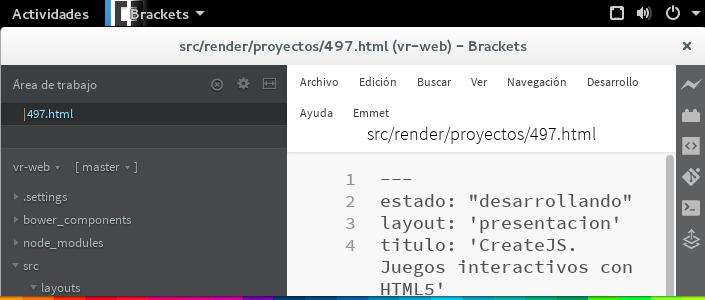 Actividades Brackets
src/render/proyectos/497.html (vr-web) – Brackets
Área de trabajo
497.html
vr-web [ master ]
.settings
bower_components
node_modules
src
layouts
Archivo Edición Buscar Ver Navegación Desarrollo
Ayuda Emmet
src/render/proyectos/497.html
1 ---
2 estado: "desarrollando"
3 layout: 'presentacion'
4 titulo: 'CreateJS.
Juegos interactivos con
HTML5'